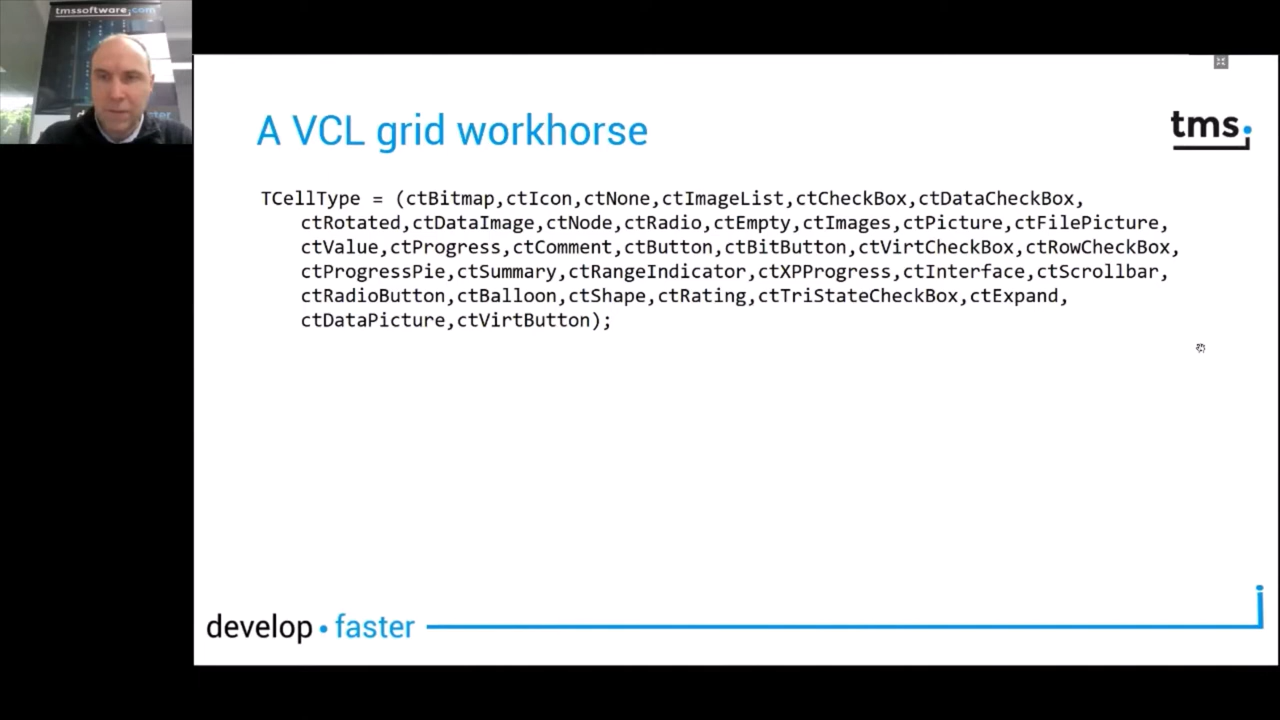 tmssoftware.com
A VCL grid workhorse
tms.
TCellType = (ctBitmap,ctIcon,ctNone,ctImageList,ctCheckBox,ctDataCheckBox,
ctRotated,ctDataImage,ctNode,ctRadio,ctEmpty,ctImages,ctPicture,ctFilePicture,
ctValue,ctProgress,ctComment,ctButton,ctBitButton,ctVirtCheckBox,ctRowCheckBox,
ctProgressPie,ctSummary,ctRangeIndicator,ctXPProgress,ctInterface,ctScrollbar,
ctRadioButton,ctBalloon,ctShape,ctRating,ctTriStateCheckBox,ctExpand,
ctDataPicture,ctVirtButton);
develop • faster